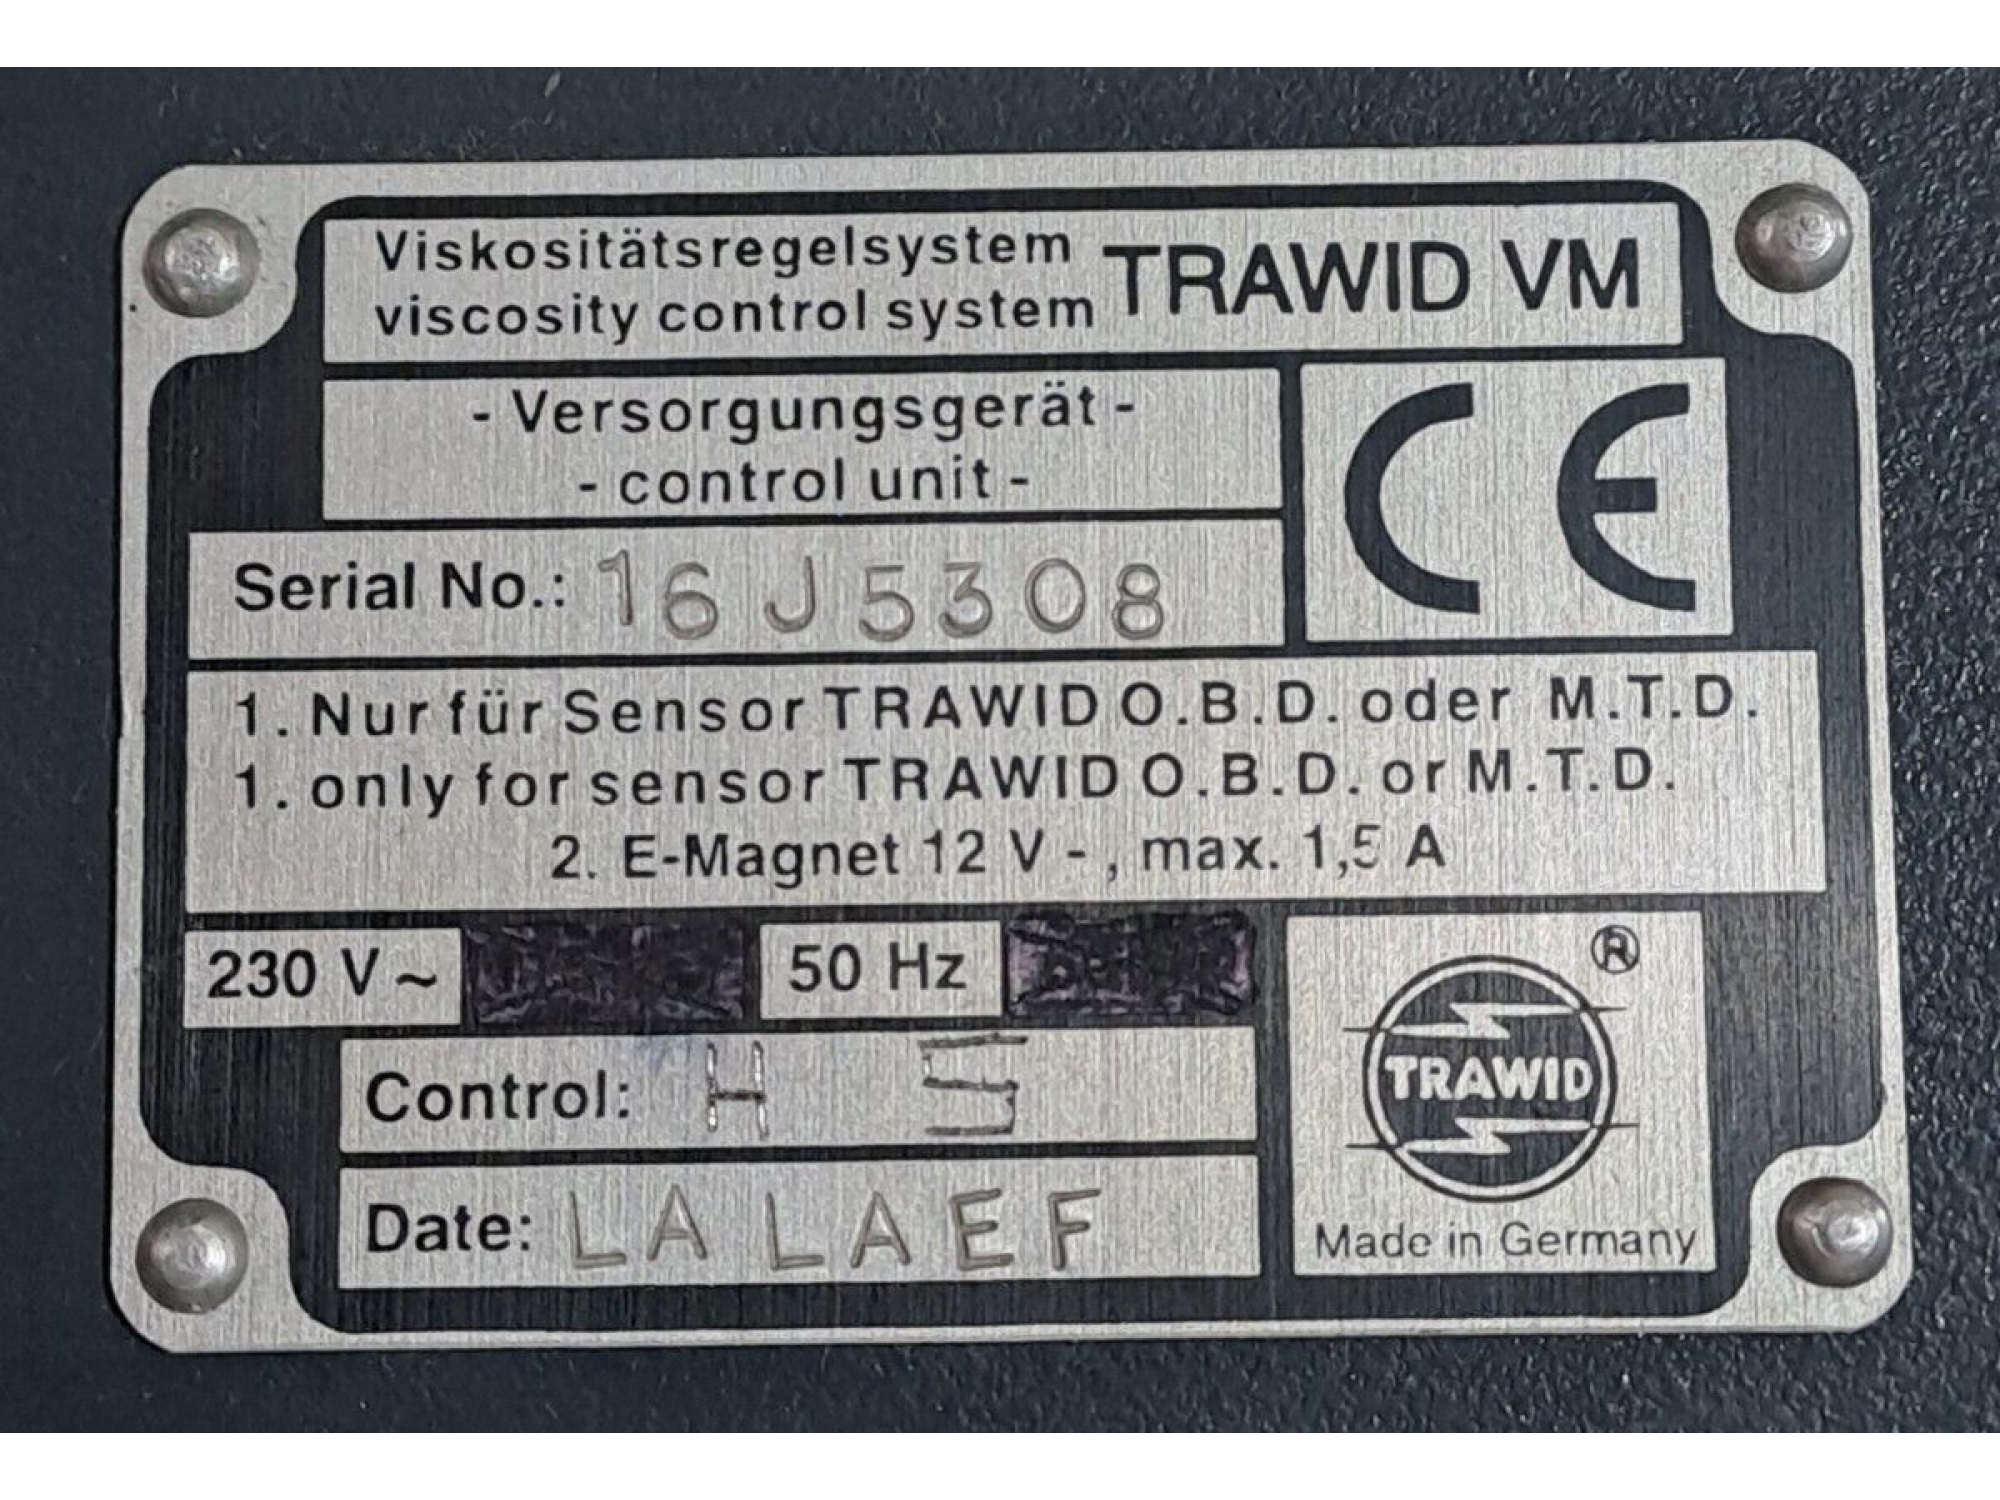 Viskositätsregelsystem TRAWID VM
viscosity control system
- Versorgungsgerät -
- control unit -
CE
Serial No.: 16J5308
1. Nur für Sensor TRAWID O.B.D. oder M.T.D.
1. only for sensor TRAWID O.B.D. or M.T.D.
2. E-Magnet 12 V - , max. 1,5 A
230 V ~ 50 Hz
Control: H 5
Date: LALAEF
®
TRAWID
Made in Germany